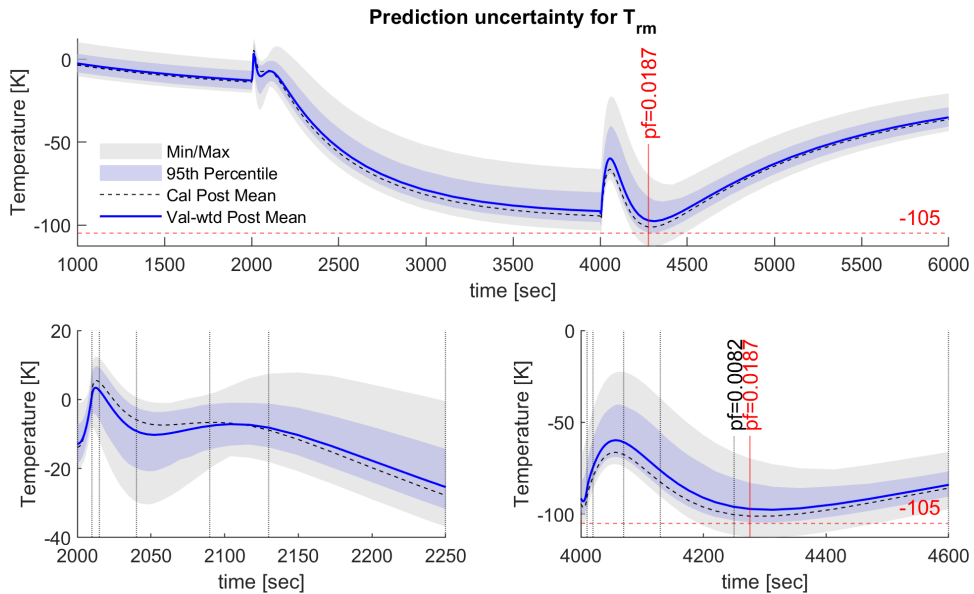 Prediction uncertainty for T_rm
Temperature [K]
0
-50
-100
Min/Max
95th Percentile
Cal Post Mean
Val-wtd Post Mean
pf=0.0187
-105
1000 1500 2000 2500 3000 3500 4000 4500 5000 5500 6000
time [sec]
Temperature [K]
20
0
-20
-40
2000 2050 2100 2150 2200 2250
time [sec]
Temperature [K]
0
-50
-100
pf=0.0082
pf=0.0187
-105
4000 4200 4400 4600
time [sec]